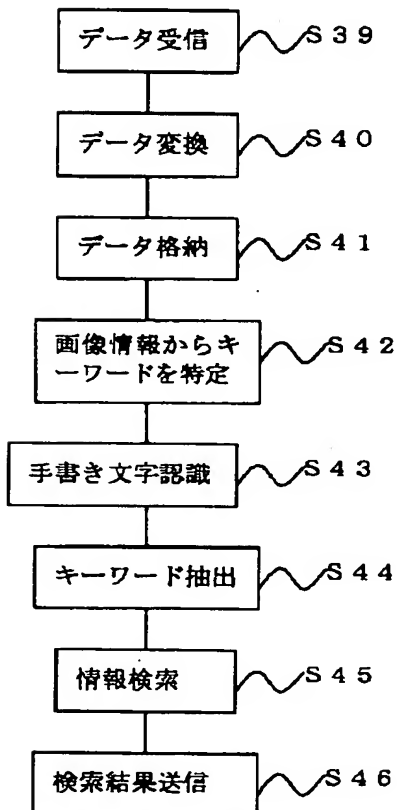 データ受信 S39
データ変換 S40
データ格納 S41
画像情報からキ
ーワードを特定 S42
手書き文字認識 S43
キーワード抽出 S44
情報検索 S45
検索結果送信 S46